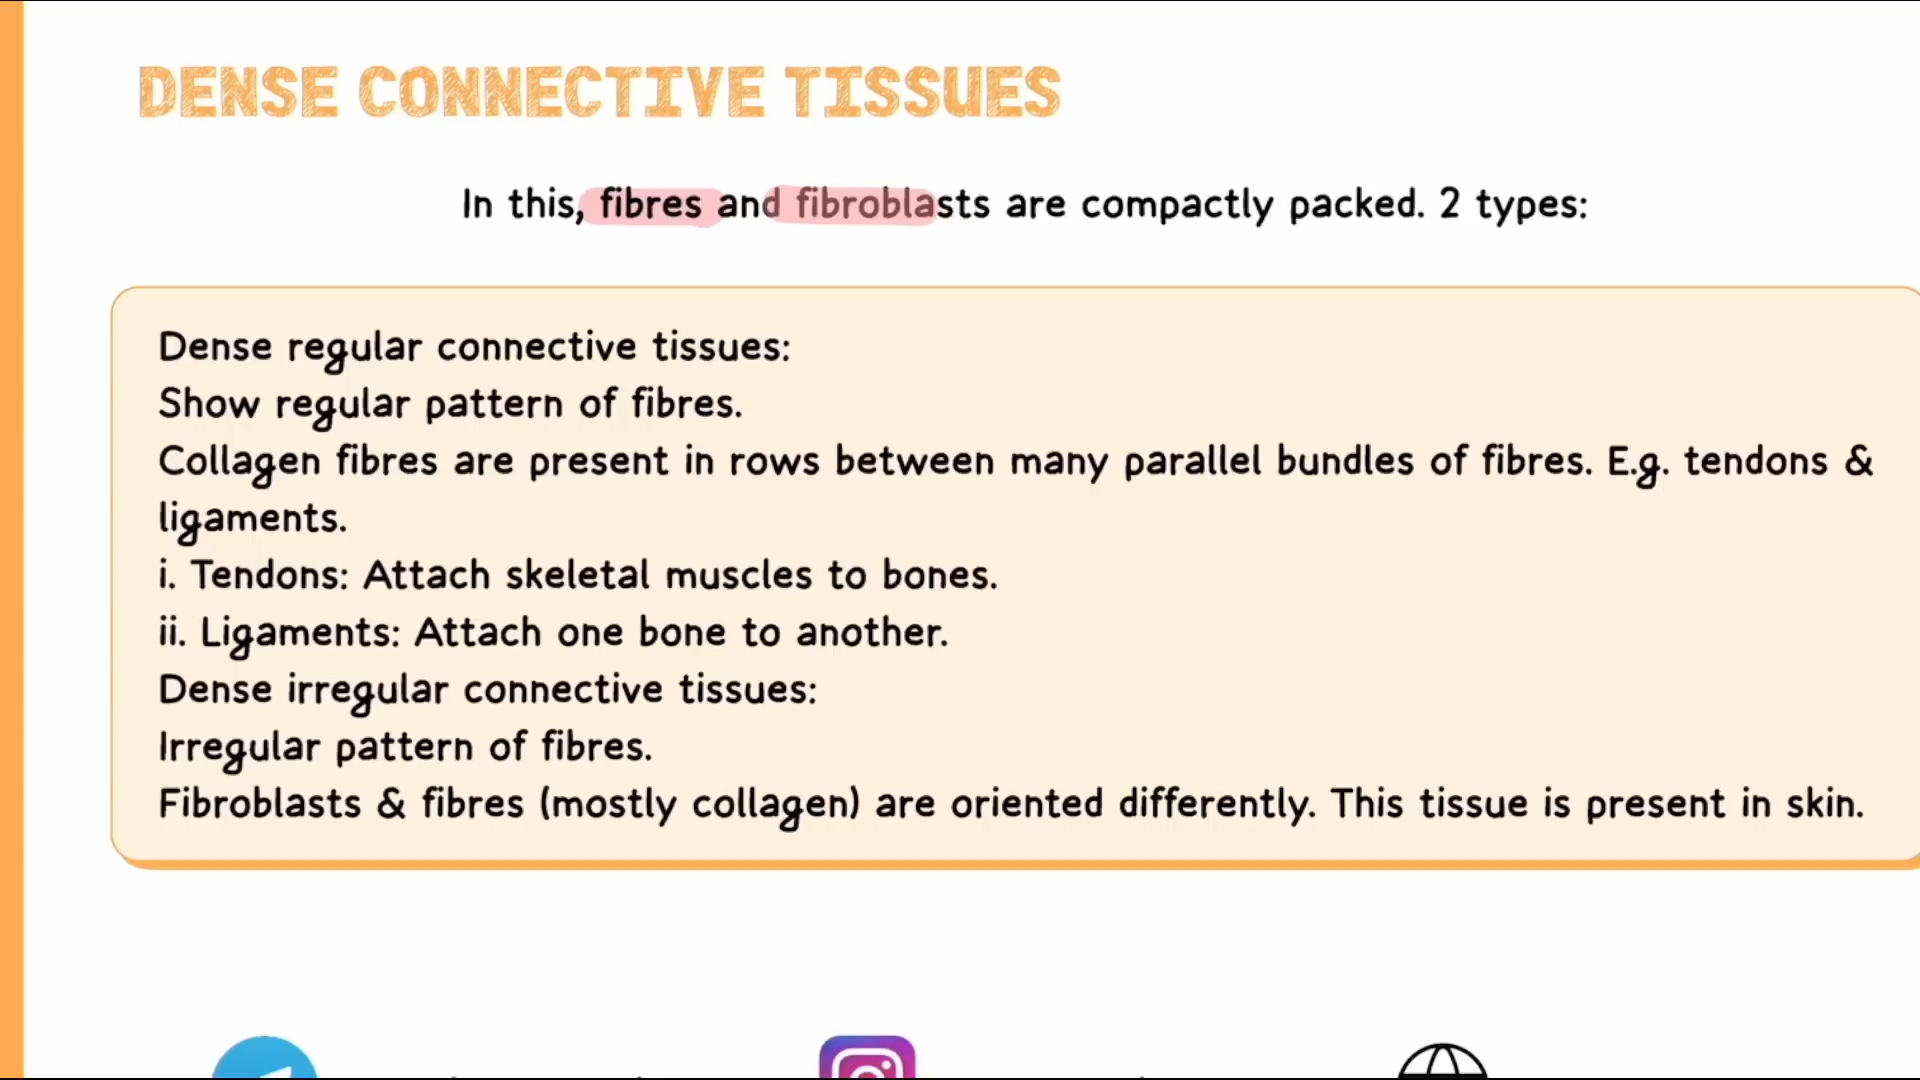 DENSE CONNECTIVE TISSUES
In this, fibres and fibroblasts are compactly packed. 2 types:
Dense regular connective tissues:
Show regular pattern of fibres.
Collagen fibres are present in rows between many parallel bundles of fibres. E.g. tendons &
ligaments.
i. Tendons: Attach skeletal muscles to bones.
ii. Ligaments: Attach one bone to another.
Dense irregular connective tissues:
Irregular pattern of fibres.
Fibroblasts & fibres (mostly collagen) are oriented differently. This tissue is present in skin.